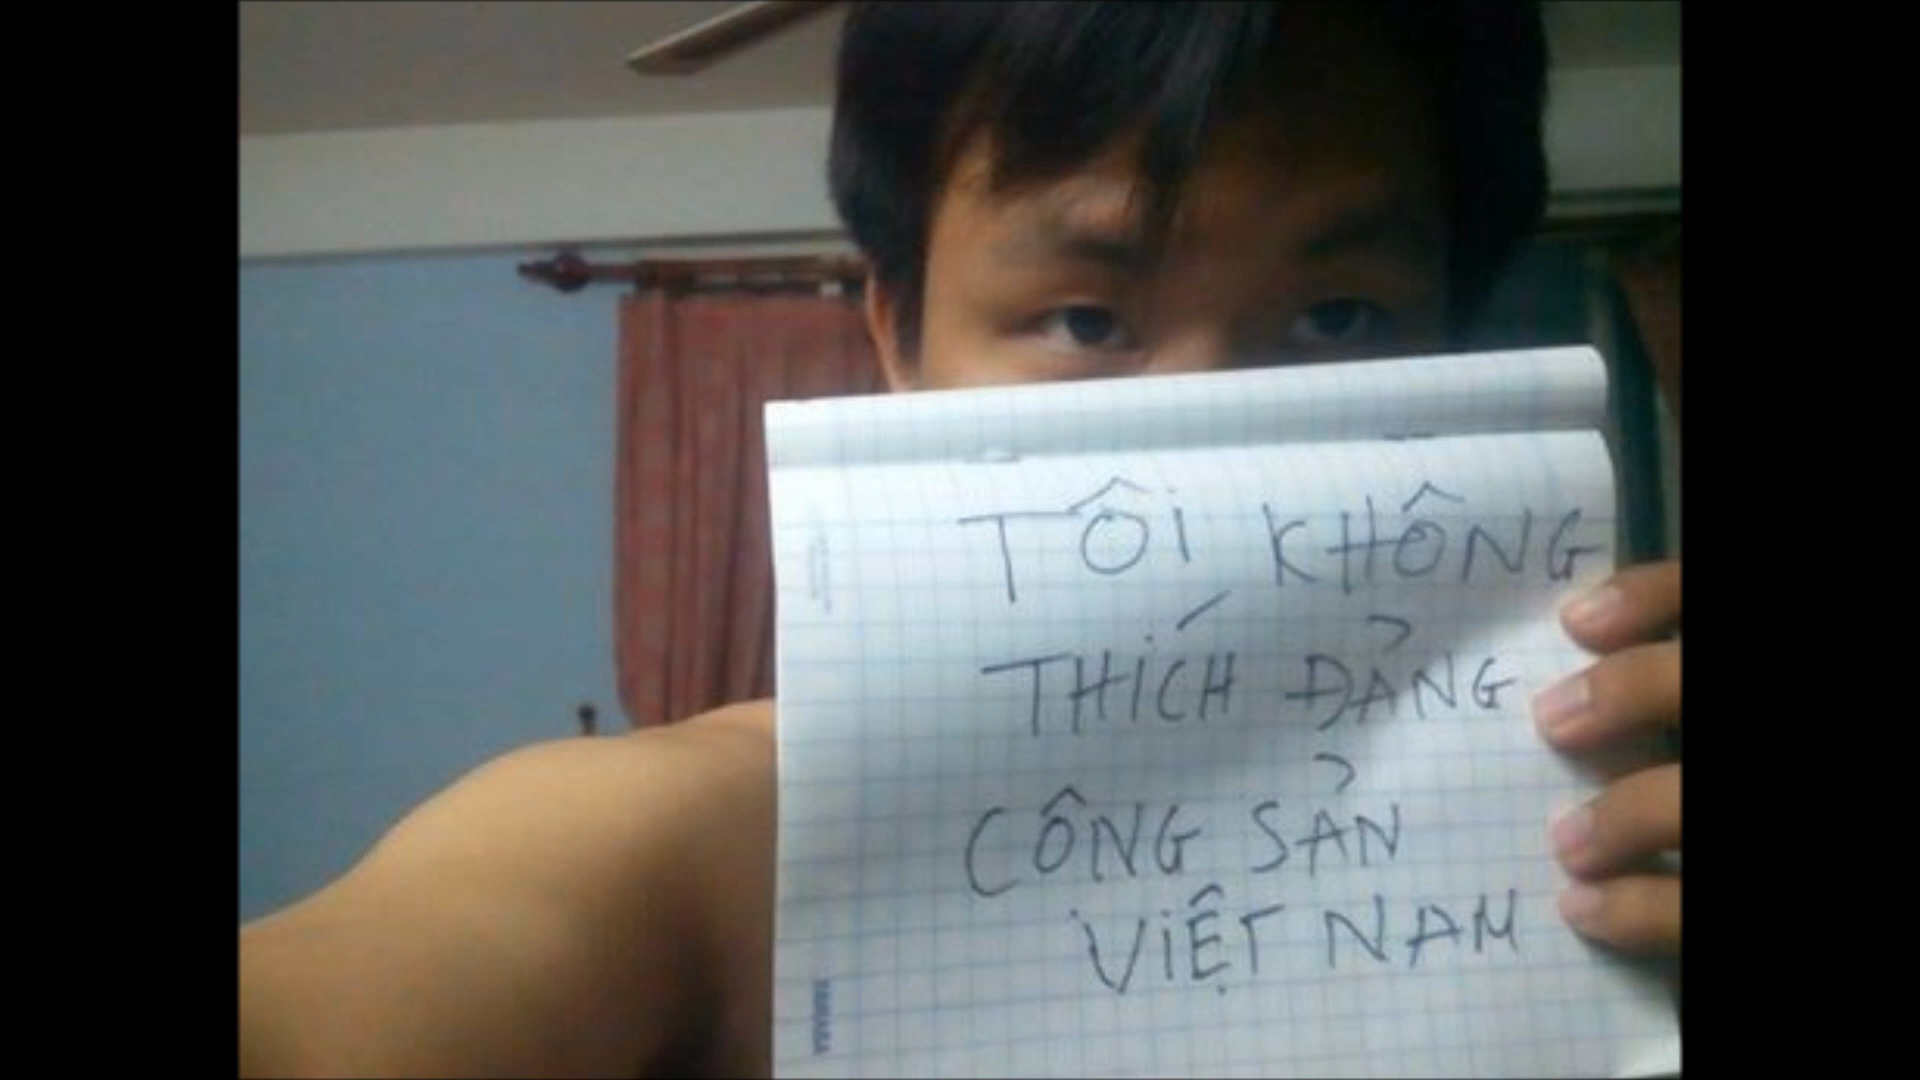 TÔi KHÔNG
THÍCH ĐẢNG
CÔNG SẢN
ViỆT NAM